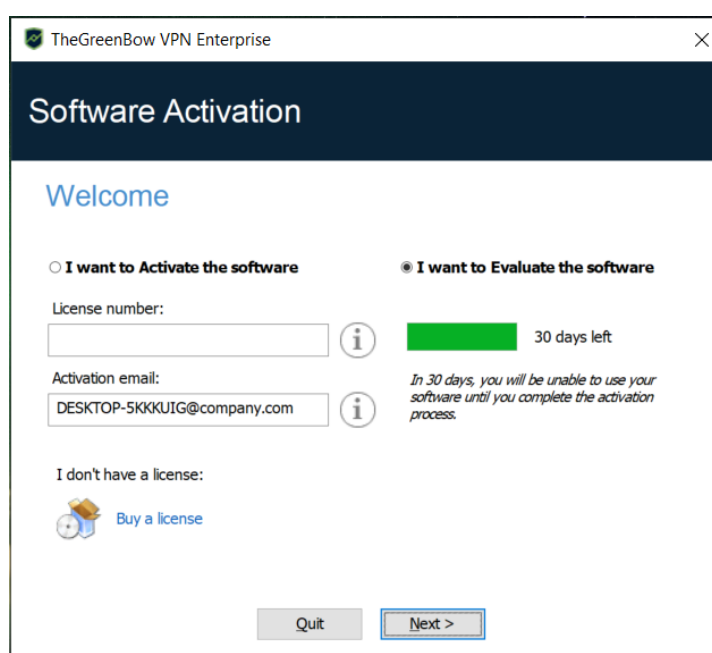 TheGreenBow VPN Enterprise
Software Activation
Welcome
I want to Activate the software
I want to Evaluate the software
License number:
30 days left
Activation email:
In 30 days, you will be unable to use your
software until you complete the activation
process.
DESKTOP-5KKKUIG@company.com
I don't have a license:
Buy a license
Quit
Next >